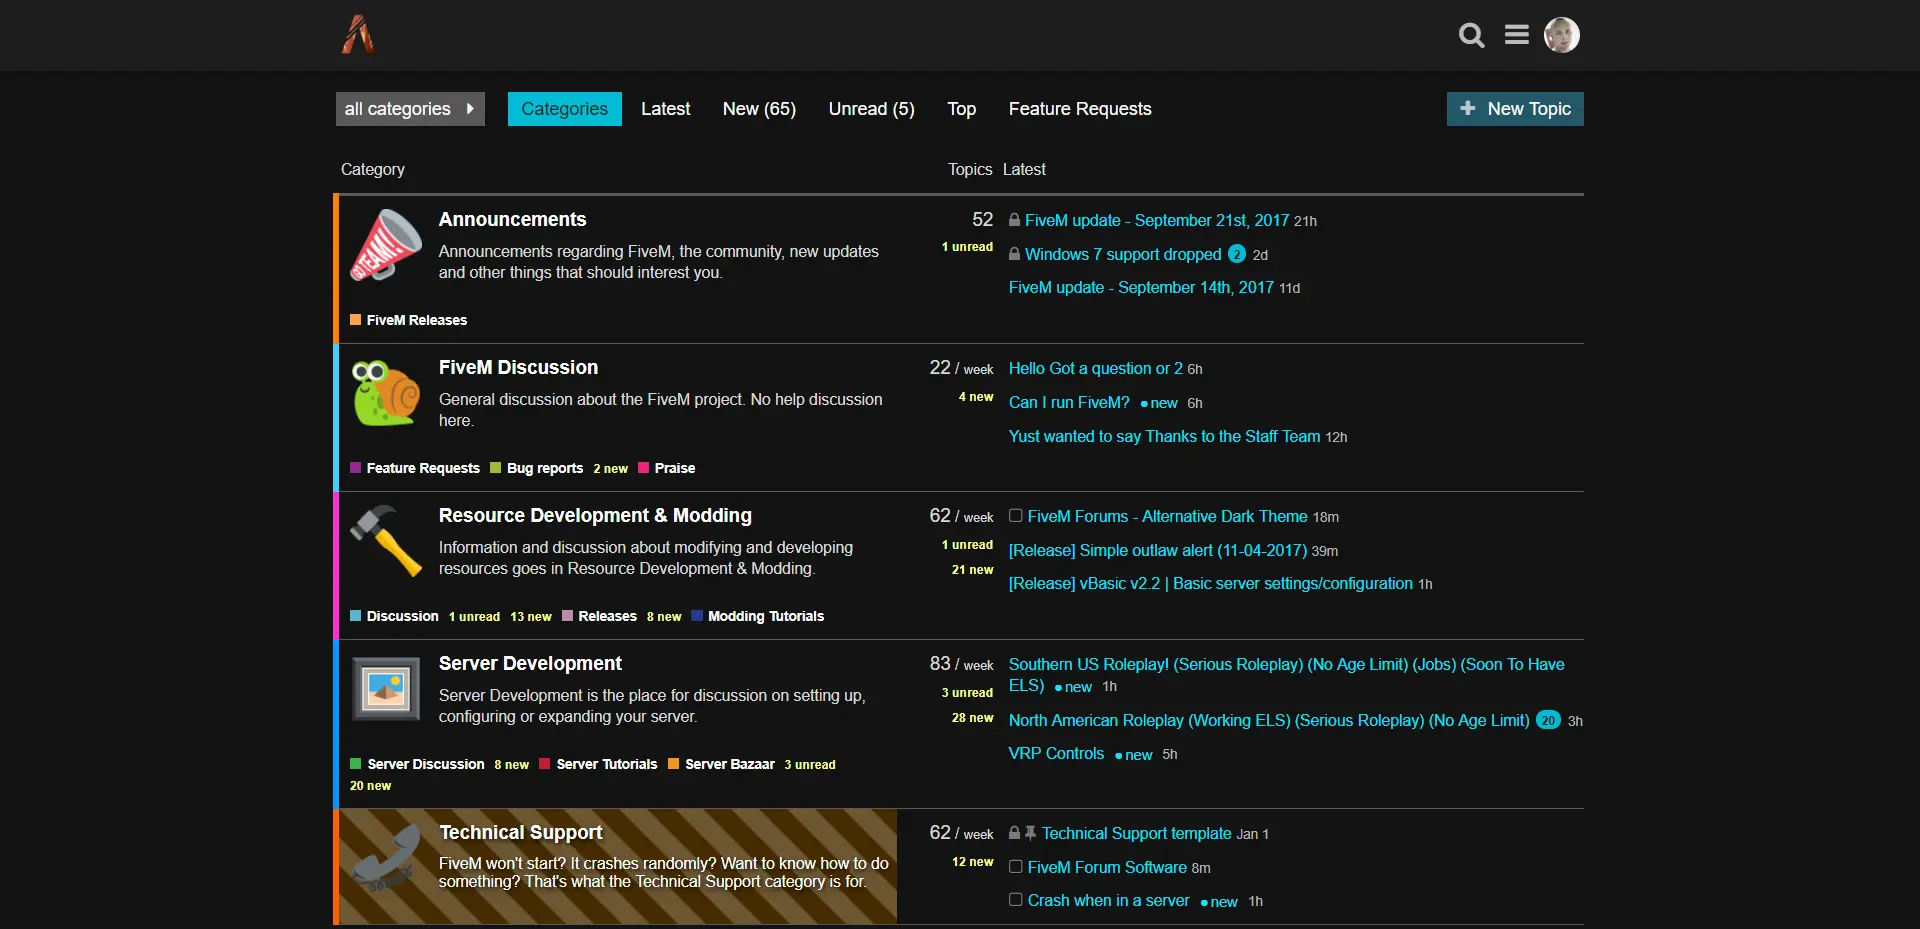 all categories
Categories
Latest
New (65)
Unread (5)
Top
Feature Requests
New Topic
Category
Topics
Latest
GO TEAM!!
Announcements
Announcements regarding FiveM, the community, new updates
and other things that should interest you.
FiveM Releases
52
1 unread
FiveM update - September 21st, 2017 21h
Windows 7 support dropped 2 2d
FiveM update - September 14th, 2017 11d
FiveM Discussion
General discussion about the FiveM project. No help discussion
here.
Feature Requests Bug reports 2 new Praise
22 / week
4 new
Hello Got a question or 2 6h
Can I run FiveM? new 6h
Yust wanted to say Thanks to the Staff Team 12h
Resource Development & Modding
Information and discussion about modifying and developing
resources goes in Resource Development & Modding.
Discussion 1 unread 13 new Releases 8 new Modding Tutorials
62 / week
1 unread
21 new
FiveM Forums - Alternative Dark Theme 18m
[Release] Simple outlaw alert (11-04-2017) 39m
[Release] vBasic v2.2 | Basic server settings/configuration 1h
Server Development
Server Development is the place for discussion on setting up,
configuring or expanding your server.
Server Discussion 8 new Server Tutorials Server Bazaar 3 unread
20 new
83 / week
3 unread
28 new
Southern US Roleplay! (Serious Roleplay) (No Age Limit) (Jobs) (Soon To Have
ELS) new 1h
North American Roleplay (Working ELS) (Serious Roleplay) (No Age Limit) 20 3h
VRP Controls new 5h
Technical Support
FiveM won't start? It crashes randomly? Want to know how to do
something? That's what the Technical Support category is for.
62 / week
12 new
Technical Support template Jan 1
FiveM Forum Software 8m
Crash when in a server new 1h